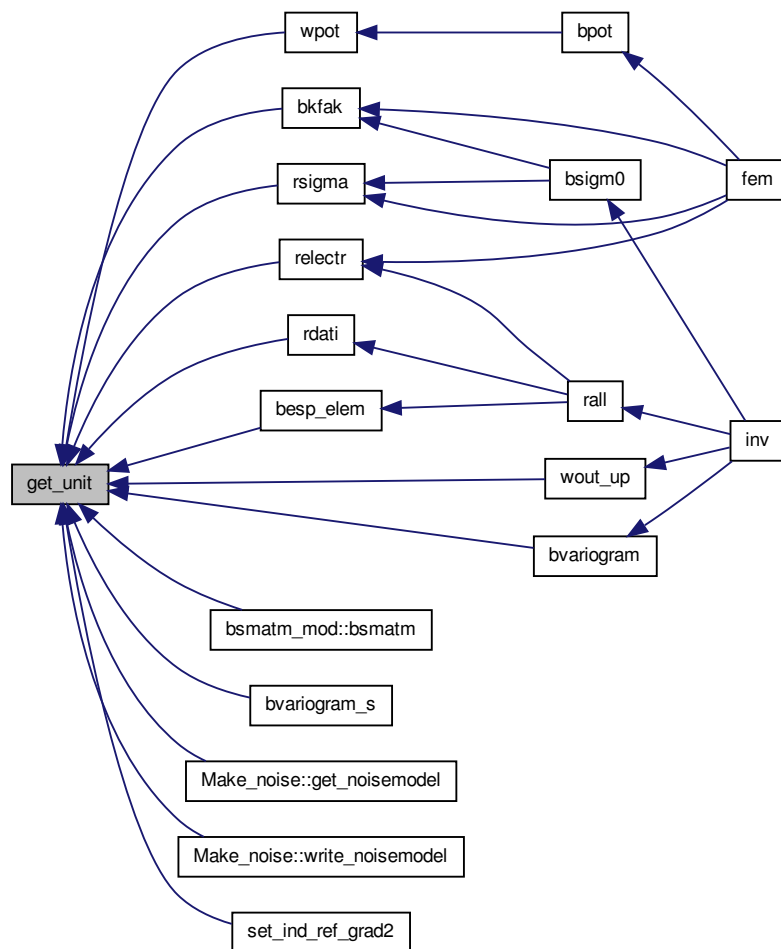 wpot
bpot
bkfak
rsigma
bsigm0
fem
relectr
rdati
besp_elem
rall
inv
get_unit
wout_up
bvariogram
bsmatm_mod::bsmatm
bvariogram_s
Make_noise::get_noisemodel
Make_noise::write_noisemodel
set_ind_ref_grad2